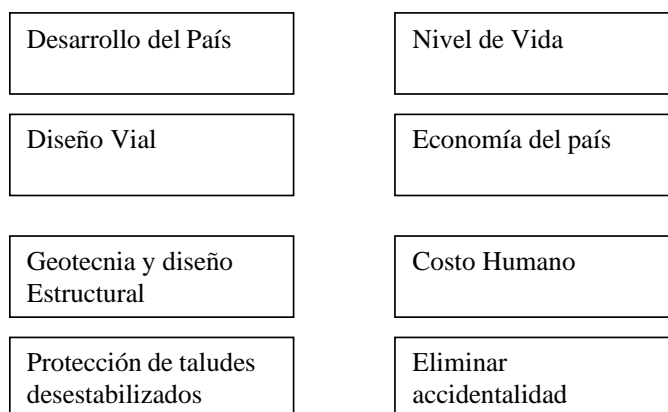 Desarrollo del País
Nivel de Vida
Diseño Vial
Economía del país
Geotecnia y diseño
Estructural
Costo Humano
Protección de taludes
desestabilizados
Eliminar
accidentalidad